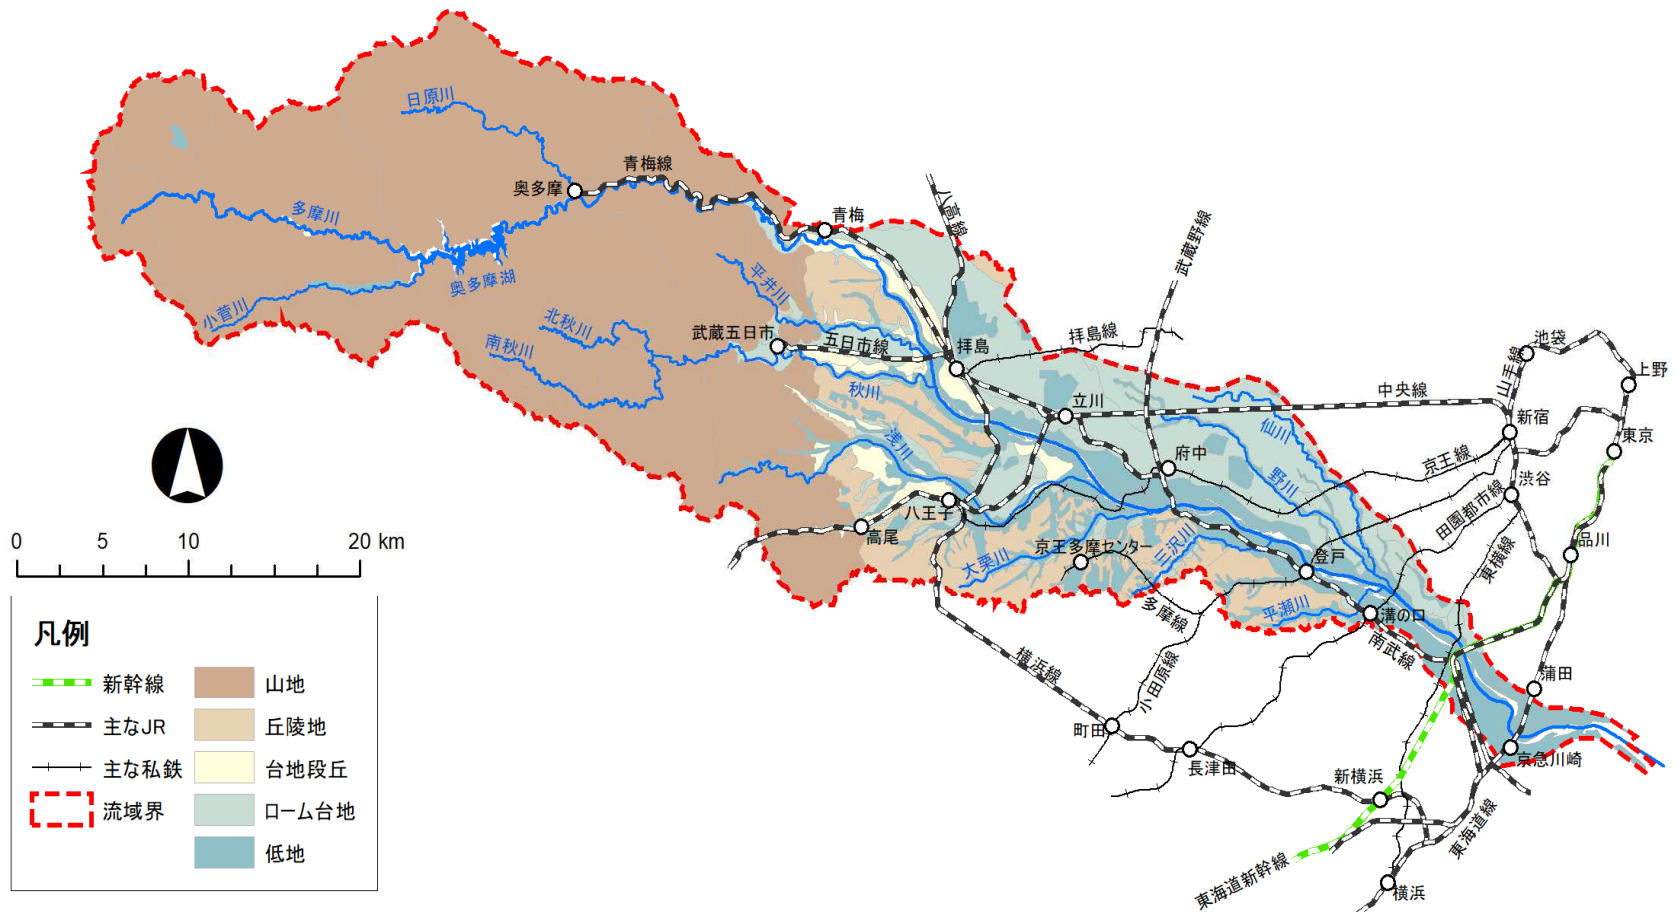 日原川
青梅線
奥多摩
多摩川
奥多摩湖
小菅川
青梅
八高線
武蔵野線
平井川
北秋川
南秋川
武蔵五日市
五日市線
拝島
拝島線
秋川
浅川
立川
中央線
山手線
池袋
上野
新宿
東京
仙川
府中
京王線
野川
渋谷
田園都市線
八王子
高尾
大栗川
京王多摩センター
三沢川
登戸
東横線
品川
多摩線
平瀬川
溝の口
南武線
横浜線
小田原線
蒲田
町田
長津田
京急川崎
新横浜
東海道線
東海道新幹線
横浜
0 5 10 20 km
凡例
新幹線
主なJR
主な私鉄
流域界
山地
丘陵地
台地段丘
ローム台地
低地